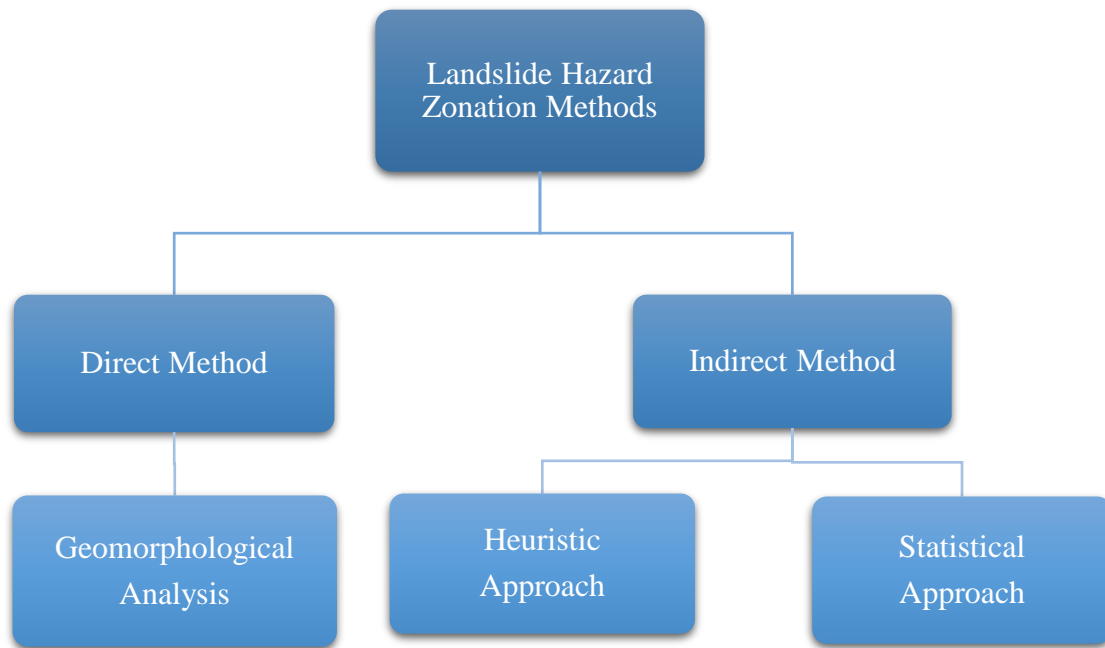 Landslide Hazard
Zonation Methods
Direct Method
Indirect Method
Geomorphological
Analysis
Heuristic
Approach
Statistical
Approach